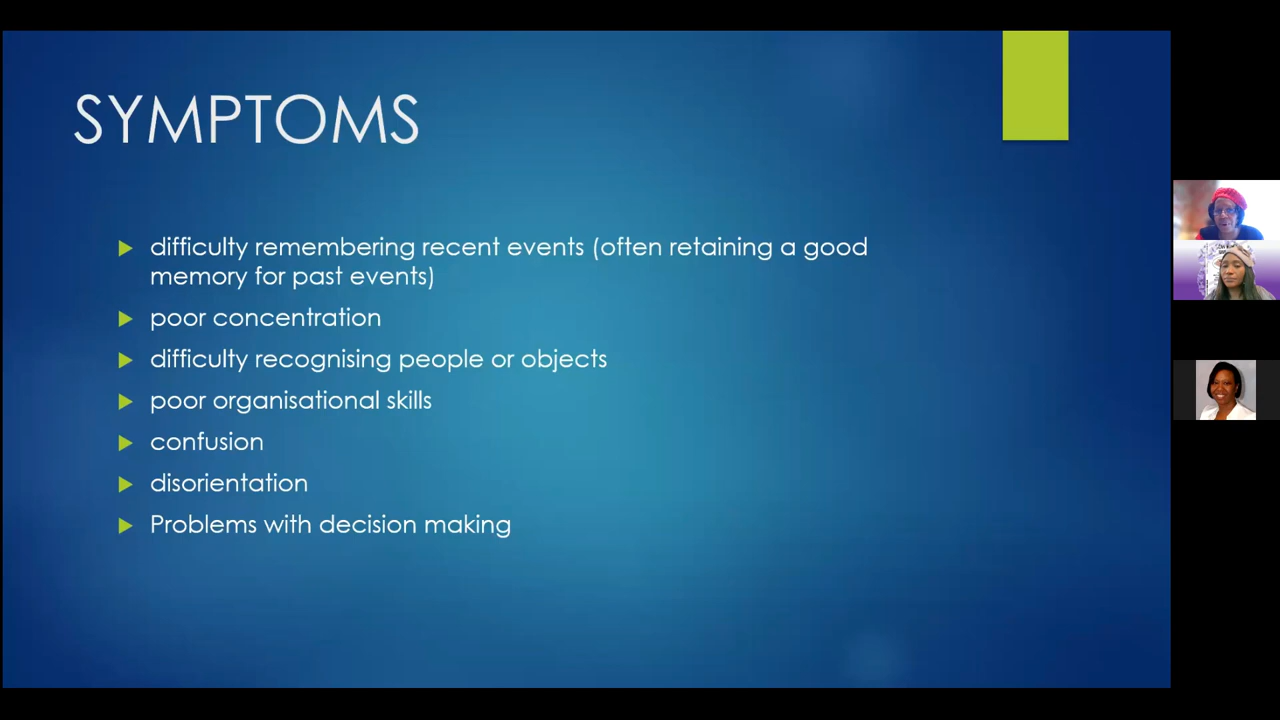 SYMPTOMS
difficulty remembering recent events (often retaining a good
memory for past events)
poor concentration
difficulty recognising people or objects
poor organisational skills
confusion
disorientation
Problems with decision making